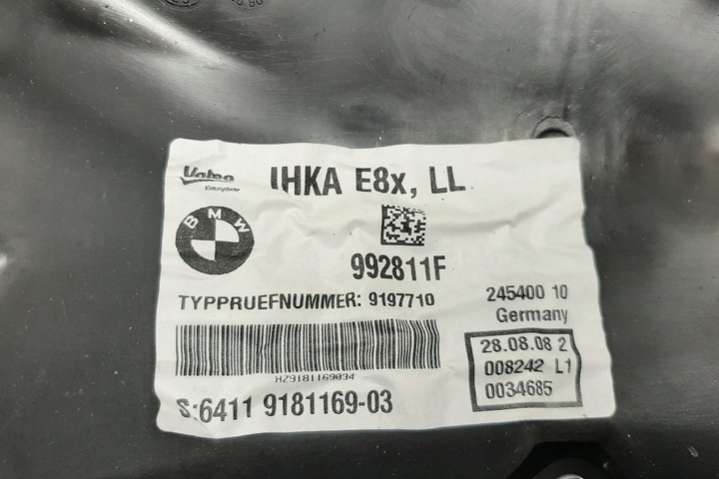 Valeo
IHKA E8x, LL
BMW
992811F
TYPPRUEFNUMMER: 9197710
245400 10
Germany
28.08.08 2
008242 L1
0034685
HZ9181169034
S:6411 9181169-03